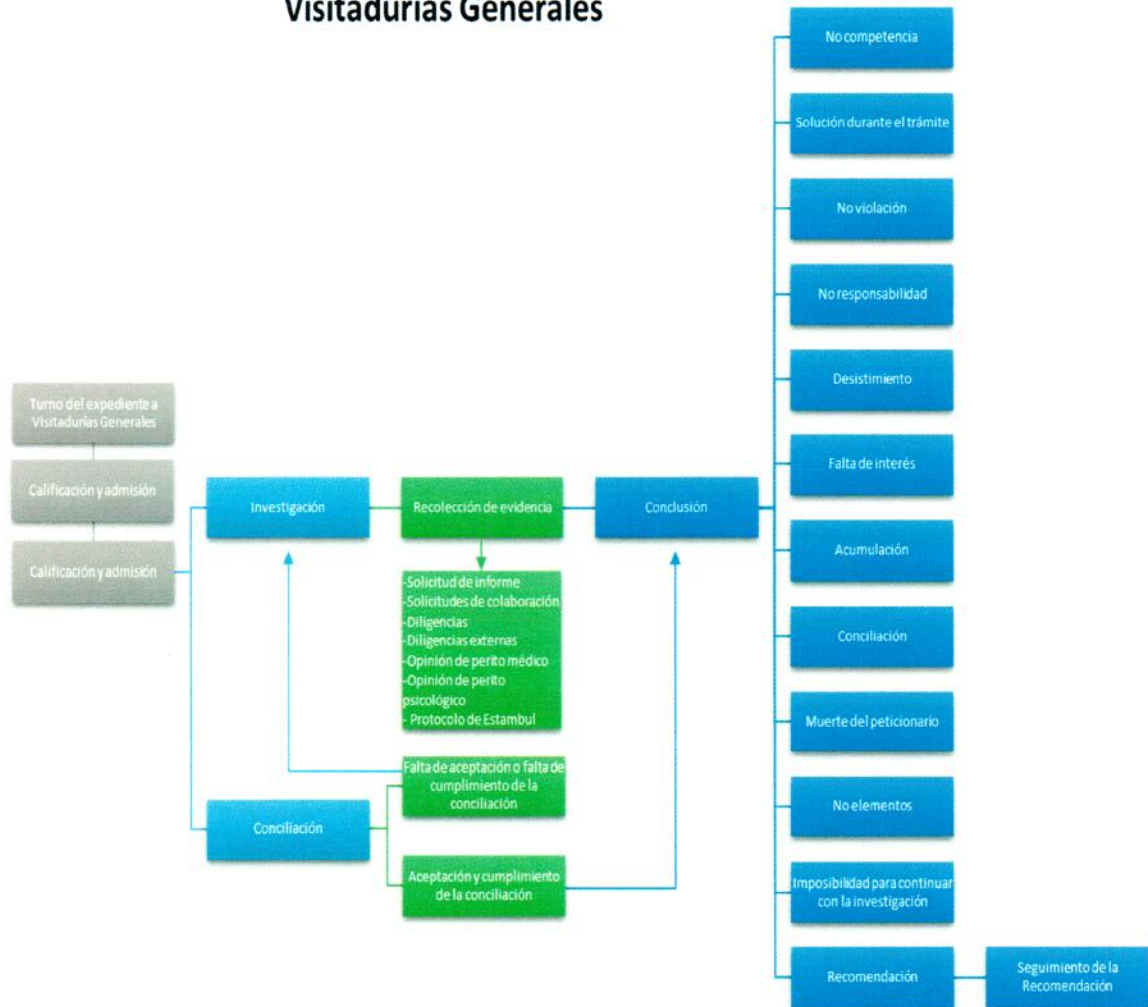 Visitadurías Generales
Turno del expediente a
Visitadurías Generales
Calificación y admisión
Calificación y admisión
Investigación
Recolección de evidencia
-Solicitud de informe
-Solicitudes de colaboración
-Diligencias
-Diligencias externas
-Opinión de perito médico
-Opinión de perito
psicológico
- Protocolo de Estambul
Conciliación
Falta de aceptación o falta de
cumplimiento de la
conciliación
Aceptación y cumplimiento
de la conciliación
Conclusión
No competencia
Solución durante el trámite
No violación
No responsabilidad
Desistimiento
Falta de interés
Acumulación
Conciliación
Muerte del peticionario
No elementos
Imposibilidad para continuar
con la investigación
Recomendación
Seguimiento de la
Recomendación